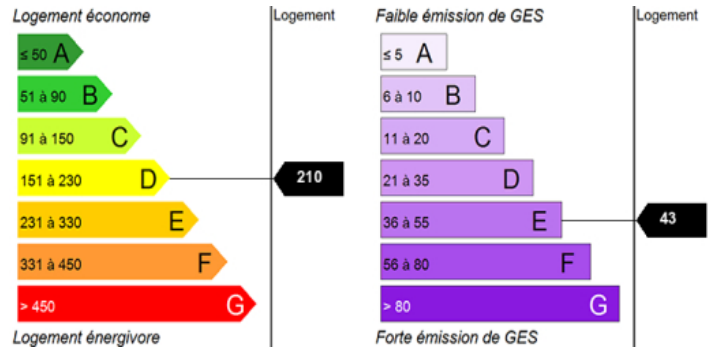 Logement économe
Logement
≤ 50 A
51 à 90 B
91 à 150 C
151 à 230 D
210
231 à 330 E
331 à 450 F
> 450 G
Logement énergivore
Faible émission de GES
Logement
≤ 5 A
6 à 10 B
11 à 20 C
21 à 35 D
36 à 55 E
43
56 à 80 F
> 80 G
Forte émission de GES